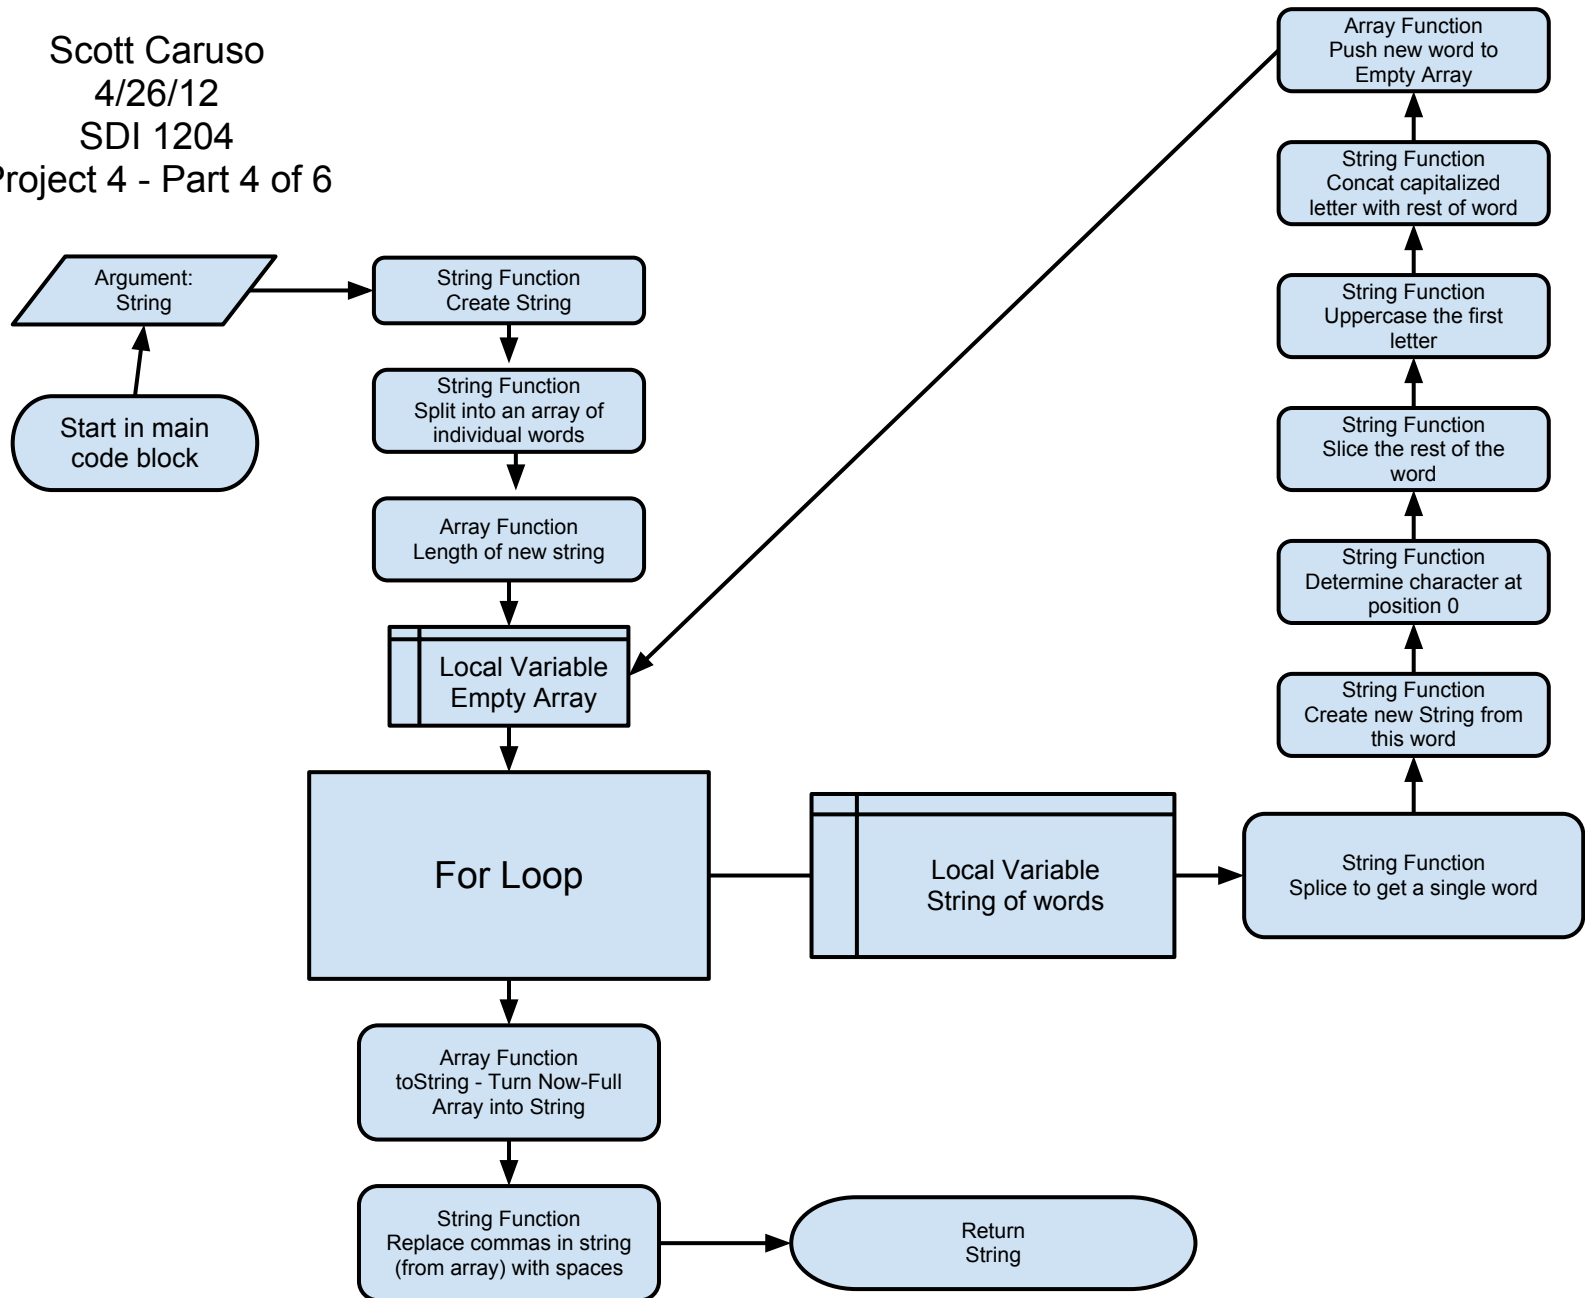 Scott Caruso
4/26/12
SDI 1204
Project 4 - Part 4 of 6
Argument:
String
Start in main
code block
String Function
Create String
String Function
Split into an array of
individual words
Array Function
Length of new string
Local Variable
Empty Array
For Loop
Local Variable
String of words
String Function
Splice to get a single word
String Function
Create new String from
this word
String Function
Determine character at
position 0
String Function
Slice the rest of the
word
String Function
Uppercase the first
letter
String Function
Concat capitalized
letter with rest of word
Array Function
Push new word to
Empty Array
Array Function
toString - Turn Now-Full
Array into String
String Function
Replace commas in string
(from array) with spaces
Return
String